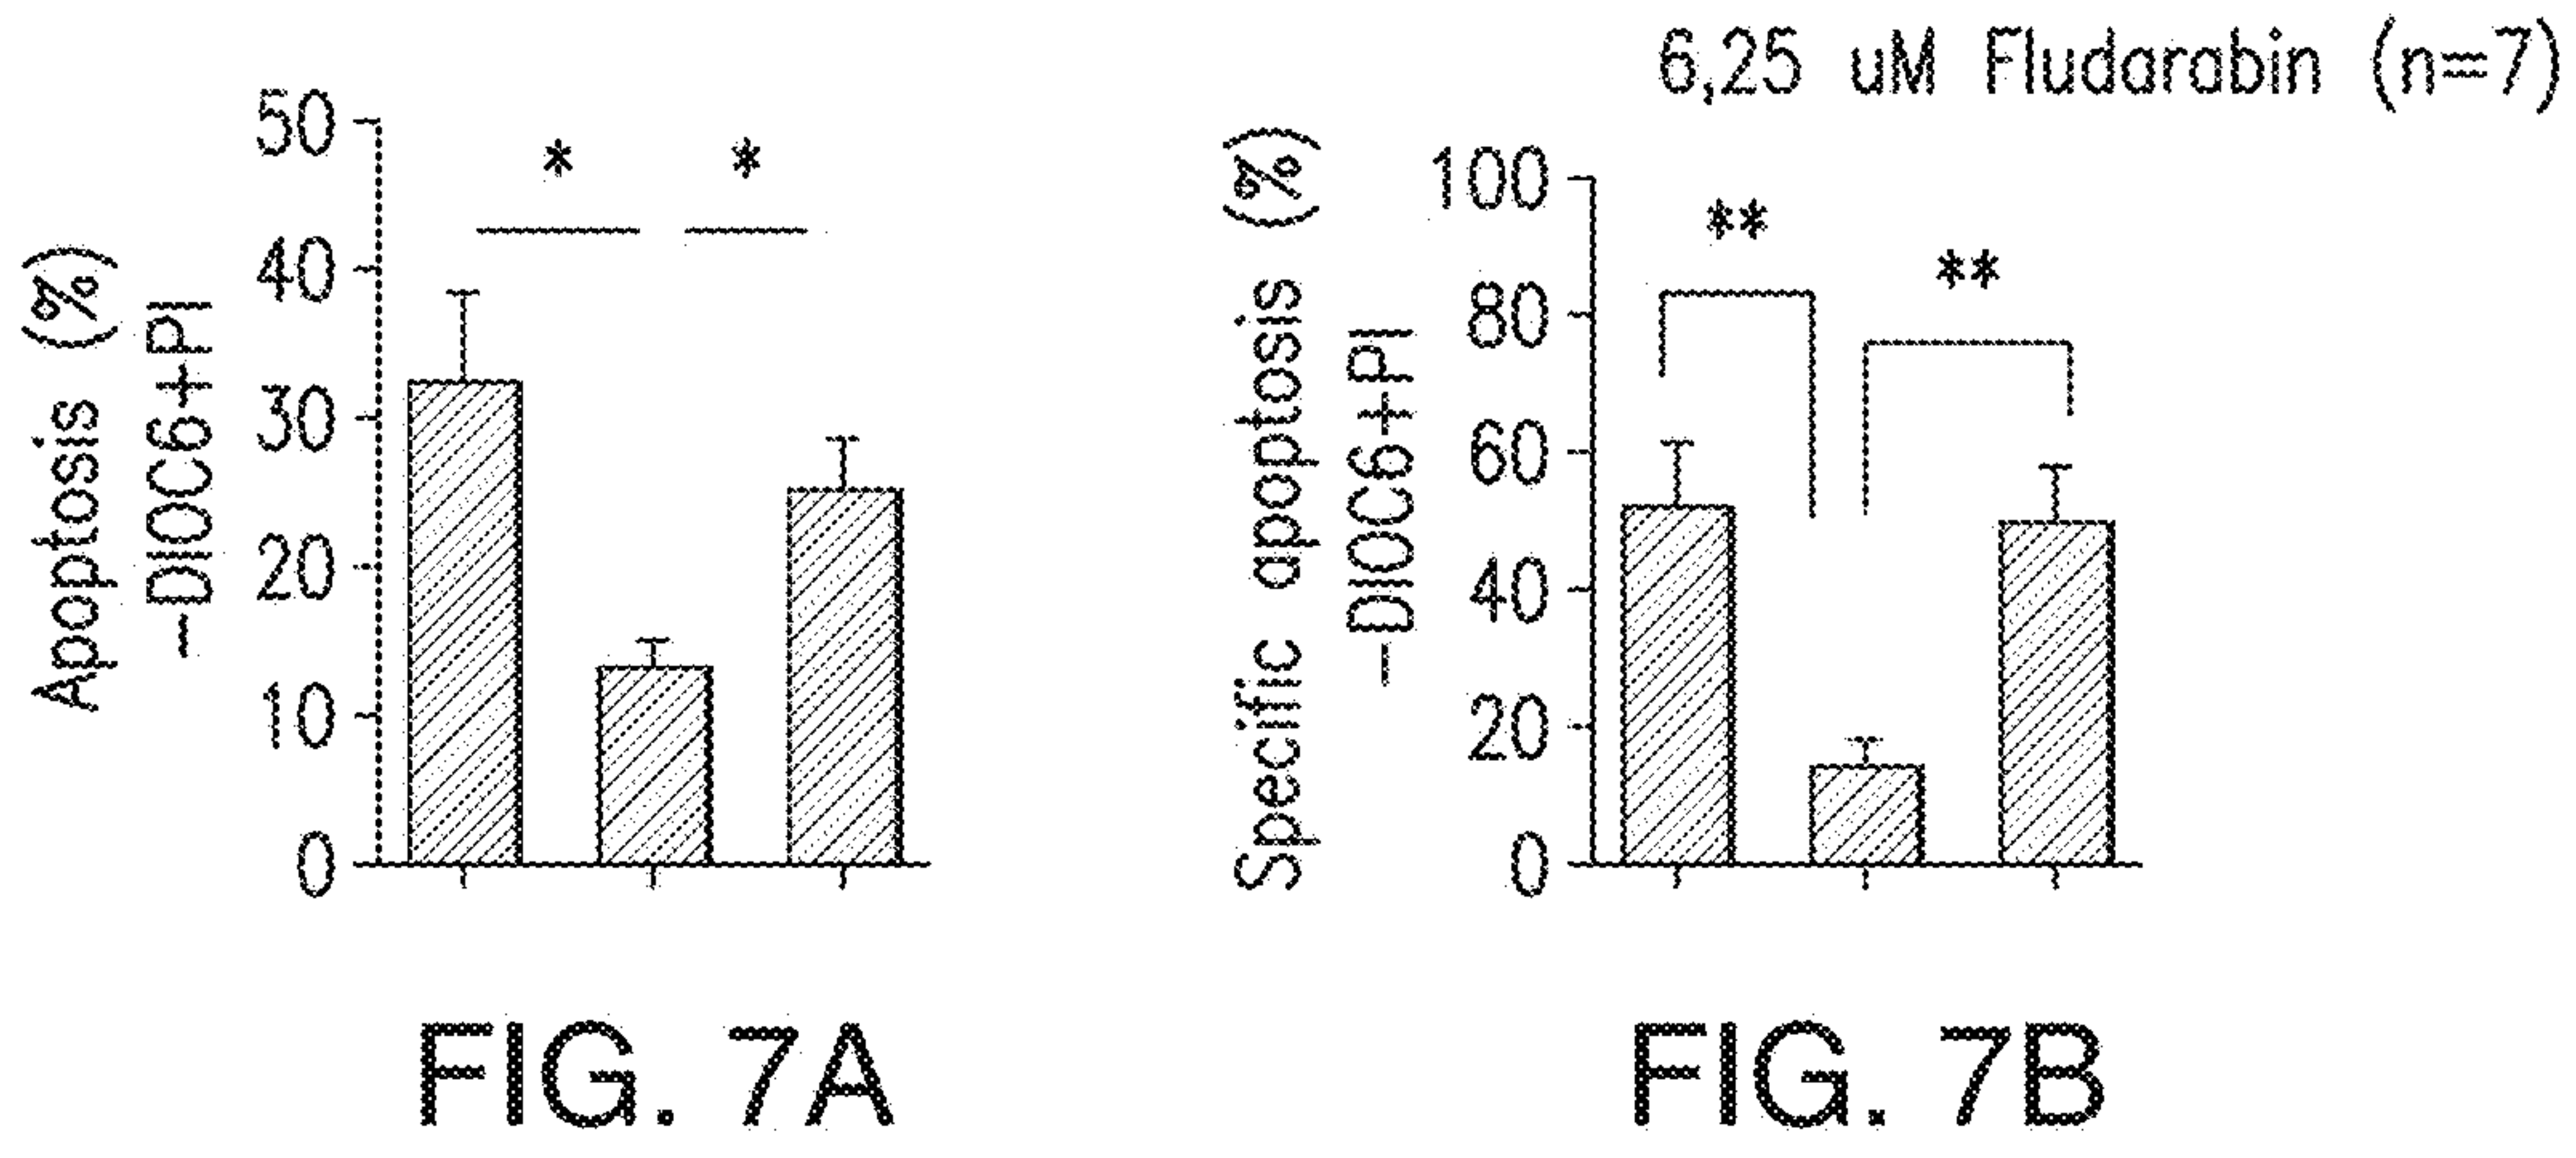 6,25 uM Fludarabin (n=7)
Apoptosis (%)
-DIOC6+PI
50
40
30
20
10
0
*
*
FIG. 7A
Specific apoptosis (%)
-DIOC6+PI
100
80
60
40
20
0
**
**
FIG. 7B